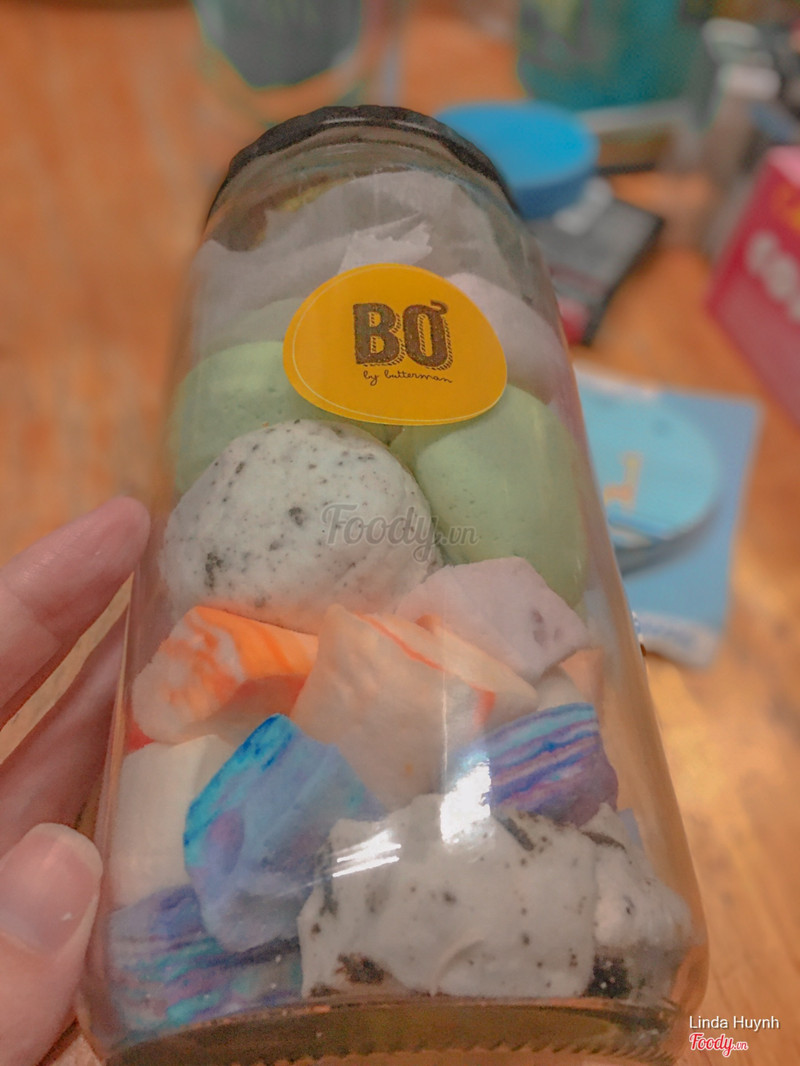 BƠ
by butterman
Foody.vn
Linda Huynh
Foody.vn